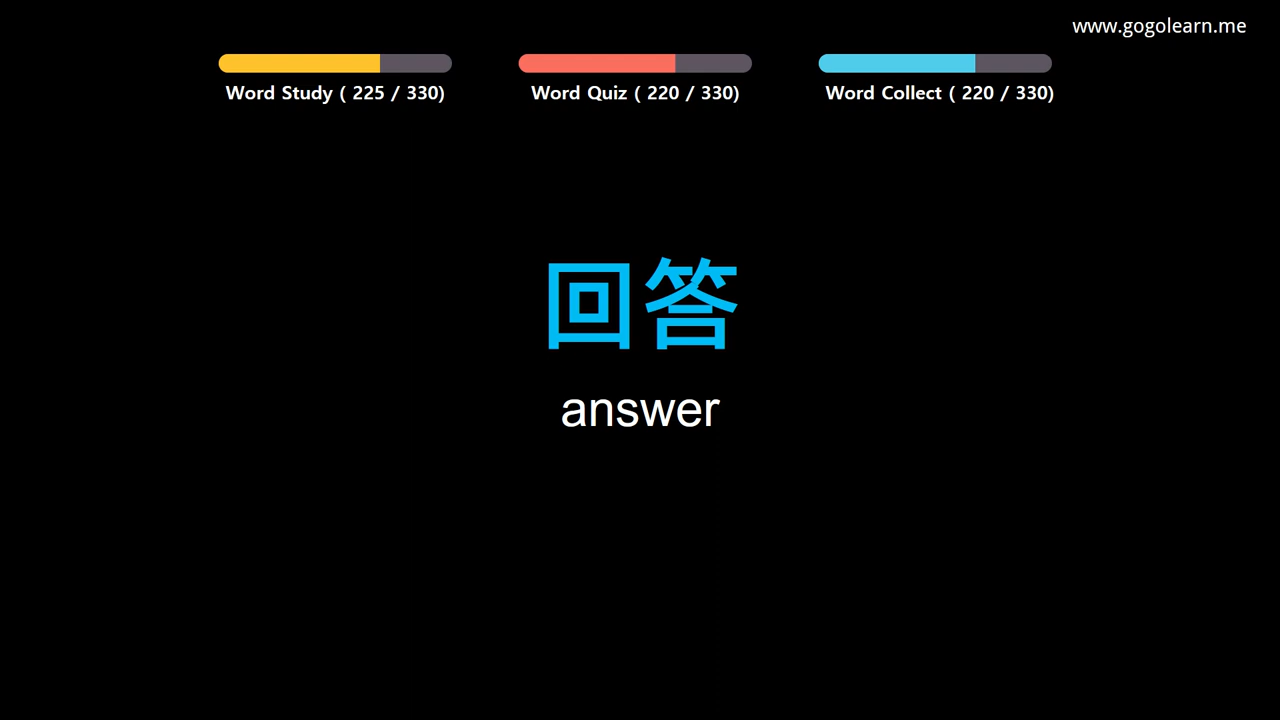 www.gogolearn.me
Word Study ( 225 / 330)
Word Quiz ( 220 / 330)
Word Collect ( 220 / 330)
回答
answer